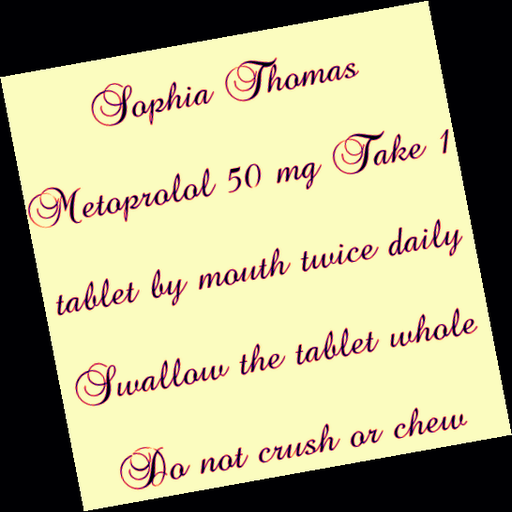 Sophia Thomas
Metoprolol 50 mg Take 1
tablet by mouth twice daily
Swallow the tablet whole
Do not crush or chew